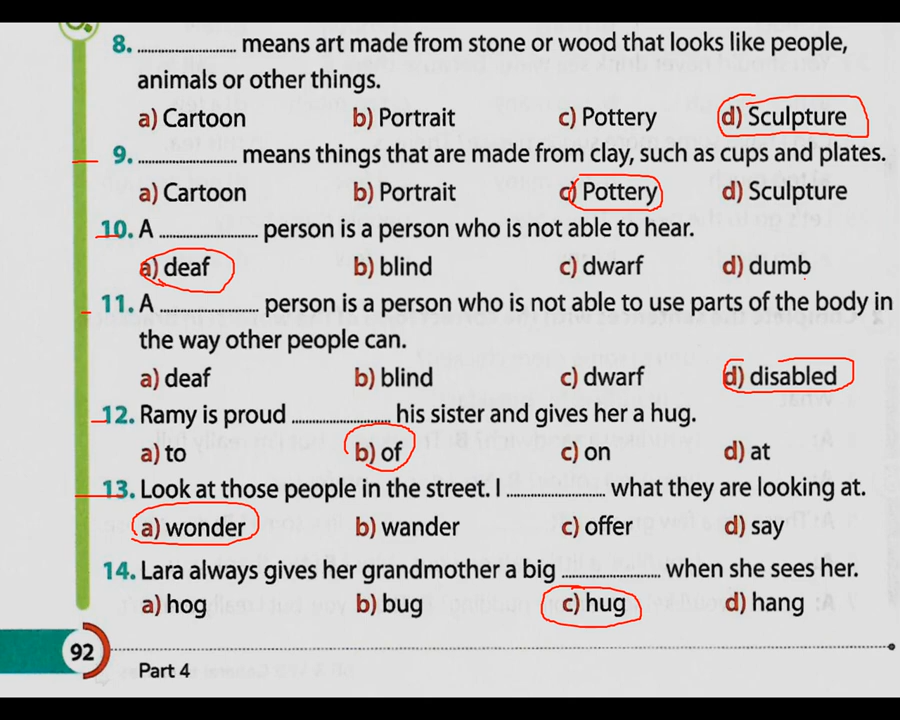 8. .................... means art made from stone or wood that looks like people,
animals or other things.
a) Cartoon b) Portrait c) Pottery d) Sculpture
9. .................... means things that are made from clay, such as cups and plates.
a) Cartoon b) Portrait c) Pottery d) Sculpture
10. A .................... person is a person who is not able to hear.
a) deaf b) blind c) dwarf d) dumb
11. A .................... person is a person who is not able to use parts of the body in
the way other people can.
a) deaf b) blind c) dwarf d) disabled
12. Ramy is proud .................... his sister and gives her a hug.
a) to b) of c) on d) at
13. Look at those people in the street. I .................... what they are looking at.
a) wonder b) wander c) offer d) say
14. Lara always gives her grandmother a big .................... when she sees her.
a) hog b) bug c) hug d) hang
92
Part 4